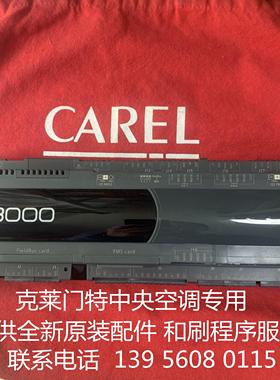 CAREL
3000
FieldBus card
BMS card
克莱门特中央空调专用
供全新原装配件 和刷程序服
联系电话  139 5608 0115